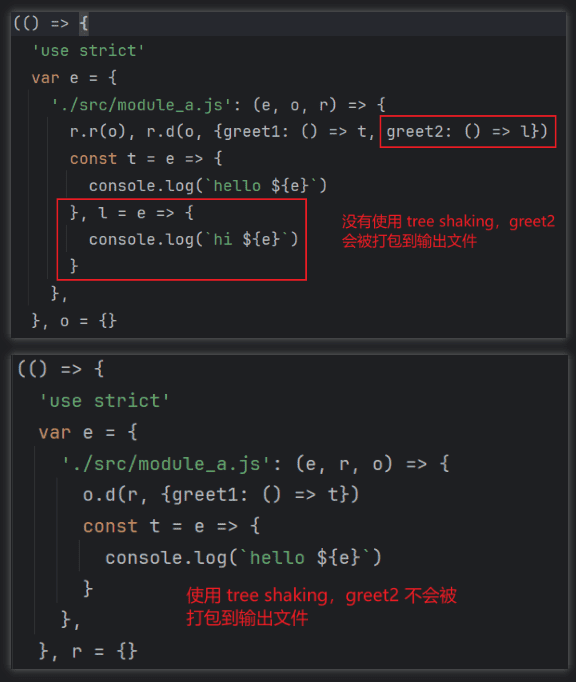 (() => {
'use strict'
var e = {
'./src/module_a.js': (e, o, r) => {
r.r(o), r.d(o, {greet1: () => t, greet2: () => l})
const t = e => {
console.log(`hello ${e}`)
}, l = e => {
console.log(`hi ${e}`)
}
},
}, o = {}
没有使用 tree shaking，greet2
会被打包到输出文件
(() => {
'use strict'
var e = {
'./src/module_a.js': (e, r, o) => {
o.d(r, {greet1: () => t})
const t = e => {
console.log(`hello ${e}`)
}
},
}, r = {}
使用 tree shaking，greet2 不会被
打包到输出文件